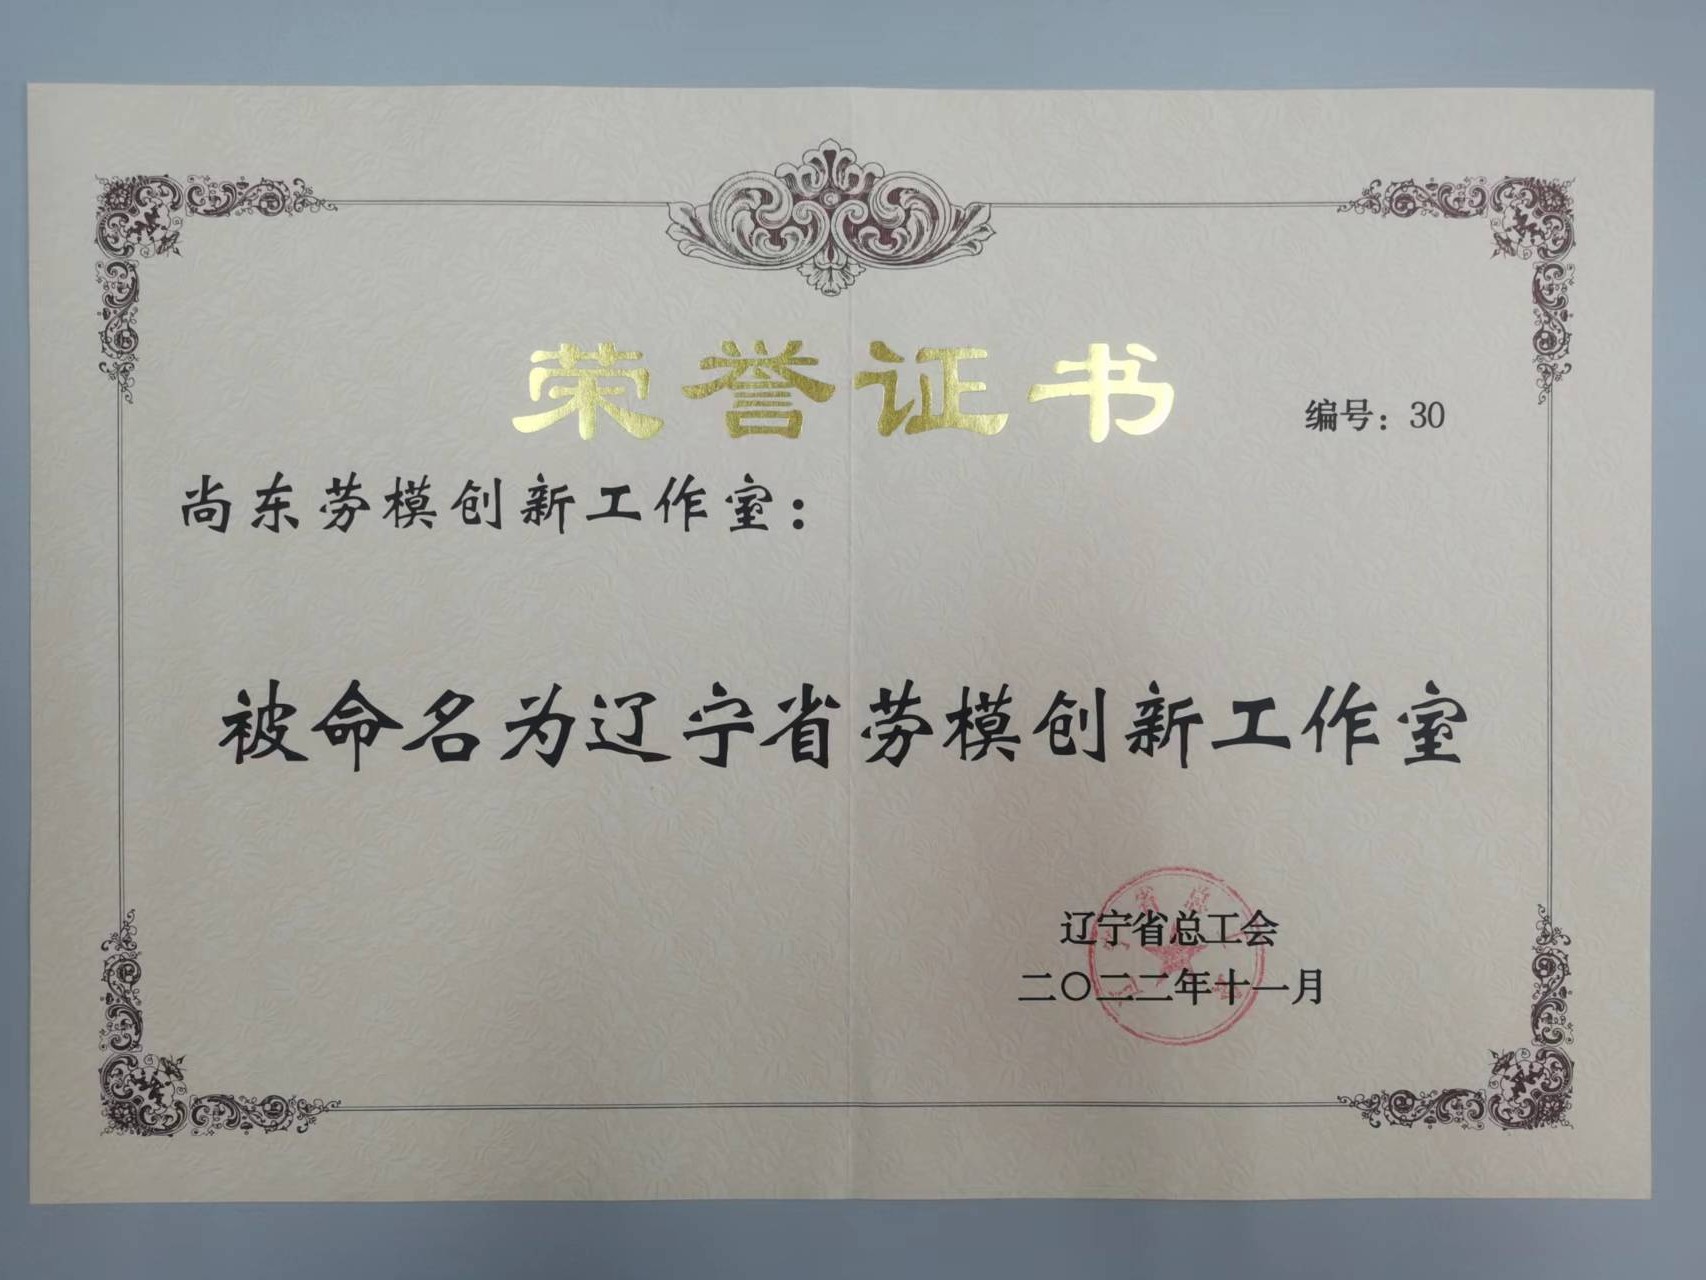 荣誉证书
编号：30
尚东劳模创新工作室：
被命名为辽宁省劳模创新工作室
辽宁省总工会
二〇二二年十一月